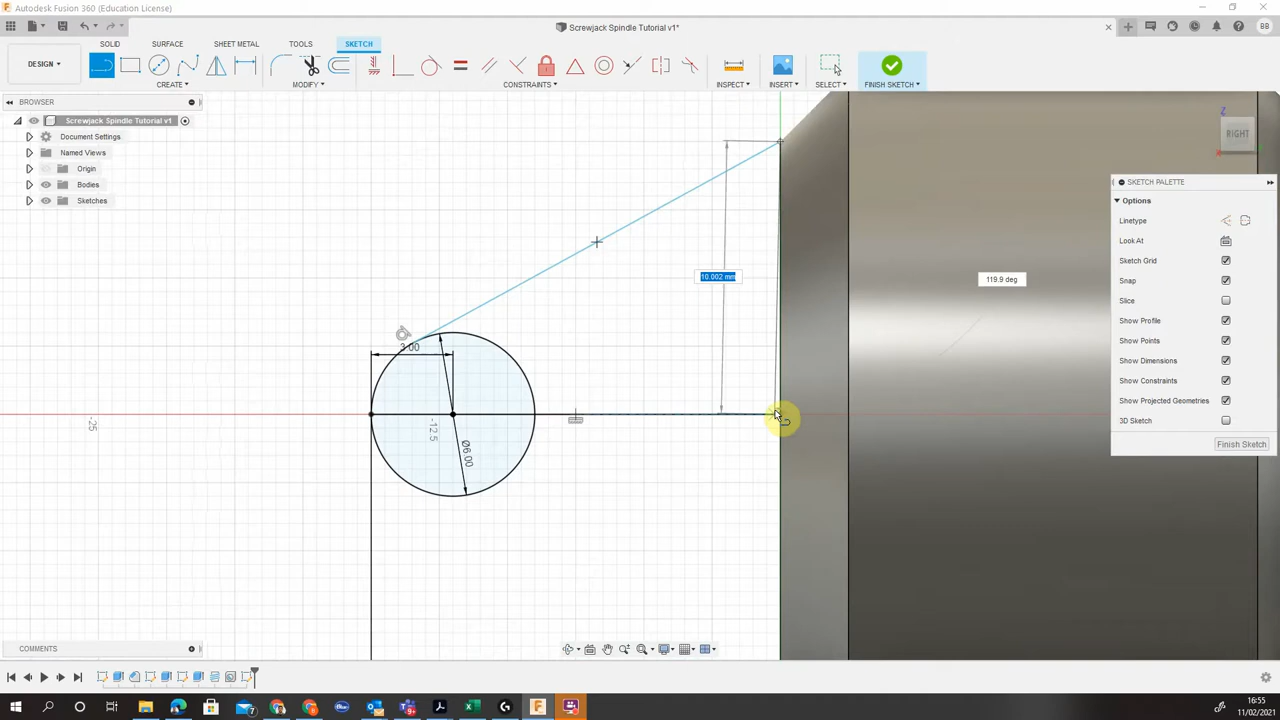 Autodesk Fusion 360 (Education License)
Screwjack Spindle Tutorial v1*
BB
DESIGN
SOLID
SURFACE
SHEET METAL
TOOLS
SKETCH
CREATE
MODIFY
CONSTRAINTS
INSPECT
INSERT
SELECT
FINISH SKETCH
BROWSER
Screwjack Spindle Tutorial v1
Document Settings
Named Views
Origin
Bodies
Sketches
Z
RIGHT
X
SKETCH PALETTE
Options
Linetype
Look At
Sketch Grid
Snap
Slice
Show Profile
Show Points
Show Dimensions
Show Constraints
Show Projected Geometries
3D Sketch
Finish Sketch
10.002 mm
119.9 deg
3.00
Ø6.00
-25
-12.5
COMMENTS
16:55
11/02/2021